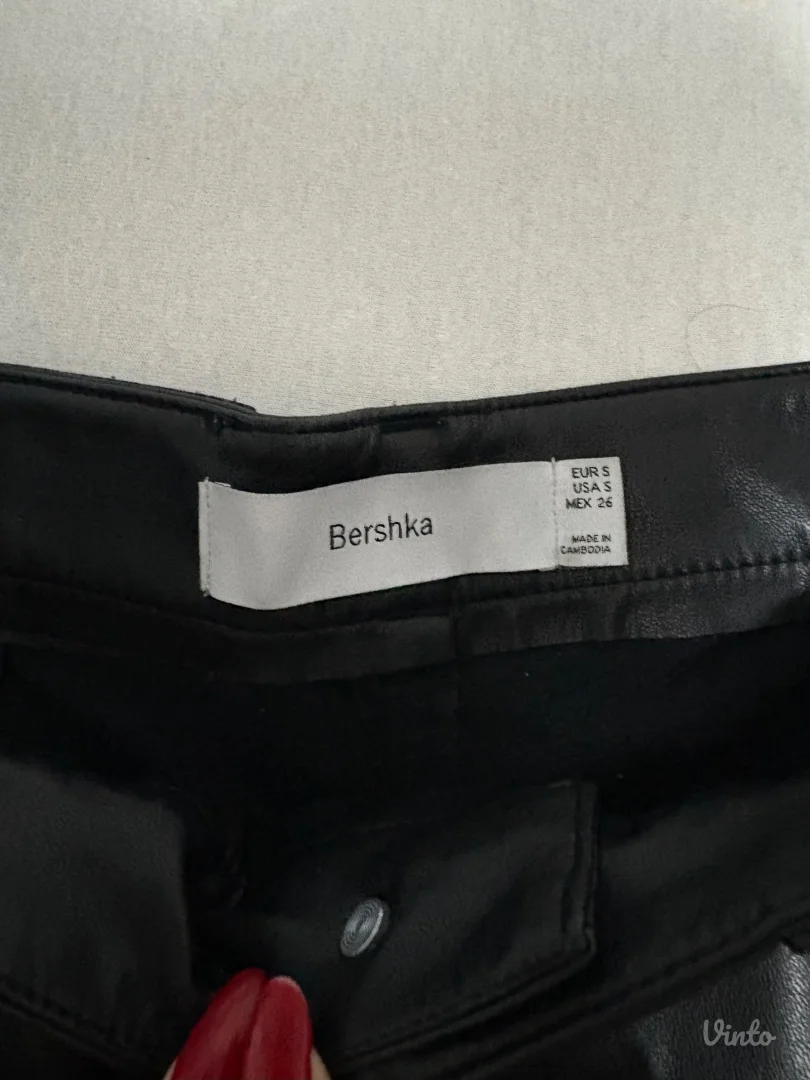 Bershka
EUR S
USA S
MEX 26
MADE IN
CAMBODIA
Vinto